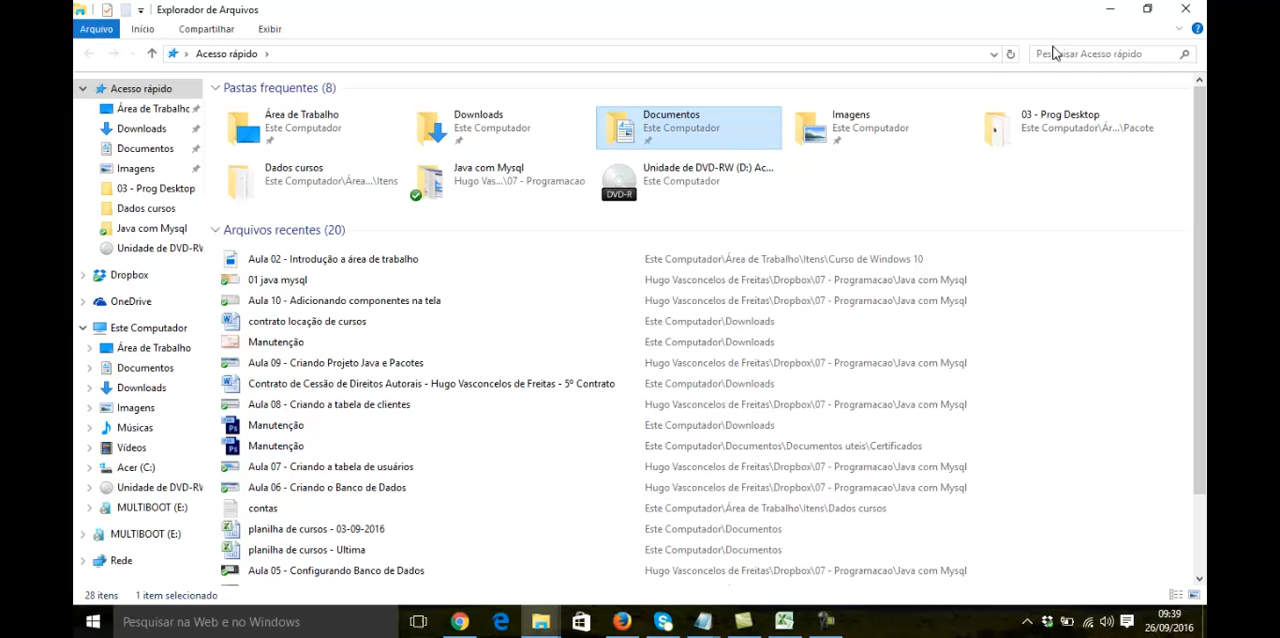 Explorador de Arquivos
Arquivo Início Compartilhar Exibir
Acesso rápido
Pesquisar Acesso rápido
Acesso rápido
Área de Trabalhc
Downloads
Documentos
Imagens
03 - Prog Desktop
Dados cursos
Java com Mysql
Unidade de DVD-RW
Dropbox
OneDrive
Este Computador
Área de Trabalho
Documentos
Downloads
Imagens
Músicas
Vídeos
Acer (C:)
Unidade de DVD-RW
MULTIBOOT (E:)
MULTIBOOT (E:)
Rede
Pastas frequentes (8)
Área de Trabalho
Este Computador
Downloads
Este Computador
Documentos
Este Computador
Imagens
Este Computador
03 - Prog Desktop
Este Computador\Ár...\Pacote
Dados cursos
Este Computador\Área...\Itens
Java com Mysql
Hugo Vas...\07 - Programacao
DVD-R
Unidade de DVD-RW (D:) Ac...
Este Computador
Arquivos recentes (20)
Aula 02 - Introdução a área de trabalho Este Computador\Área de Trabalho\Itens\Curso de Windows 10
01 java mysql Hugo Vasconcelos de Freitas\Dropbox\07 - Programacao\Java com Mysql
Aula 10 - Adicionando componentes na tela Hugo Vasconcelos de Freitas\Dropbox\07 - Programacao\Java com Mysql
contrato locação de cursos Este Computador\Downloads
Manutenção Este Computador\Downloads
Aula 09 - Criando Projeto Java e Pacotes Hugo Vasconcelos de Freitas\Dropbox\07 - Programacao\Java com Mysql
Contrato de Cessão de Direitos Autorais - Hugo Vasconcelos de Freitas - 5º Contrato Este Computador\Downloads
Aula 08 - Criando a tabela de clientes Hugo Vasconcelos de Freitas\Dropbox\07 - Programacao\Java com Mysql
Manutenção Este Computador\Downloads
Manutenção Este Computador\Documentos\Documentos uteis\Certificados
Aula 07 - Criando a tabela de usuários Hugo Vasconcelos de Freitas\Dropbox\07 - Programacao\Java com Mysql
Aula 06 - Criando o Banco de Dados Hugo Vasconcelos de Freitas\Dropbox\07 - Programacao\Java com Mysql
contas Este Computador\Área de Trabalho\Itens\Dados cursos
planilha de cursos - 03-09-2016 Este Computador\Documentos
planilha de cursos - Ultima Este Computador\Documentos
Aula 05 - Configurando Banco de Dados Hugo Vasconcelos de Freitas\Dropbox\07 - Programacao\Java com Mysql
28 itens 1 item selecionado
Pesquisar na Web e no Windows
09:39
26/09/2016